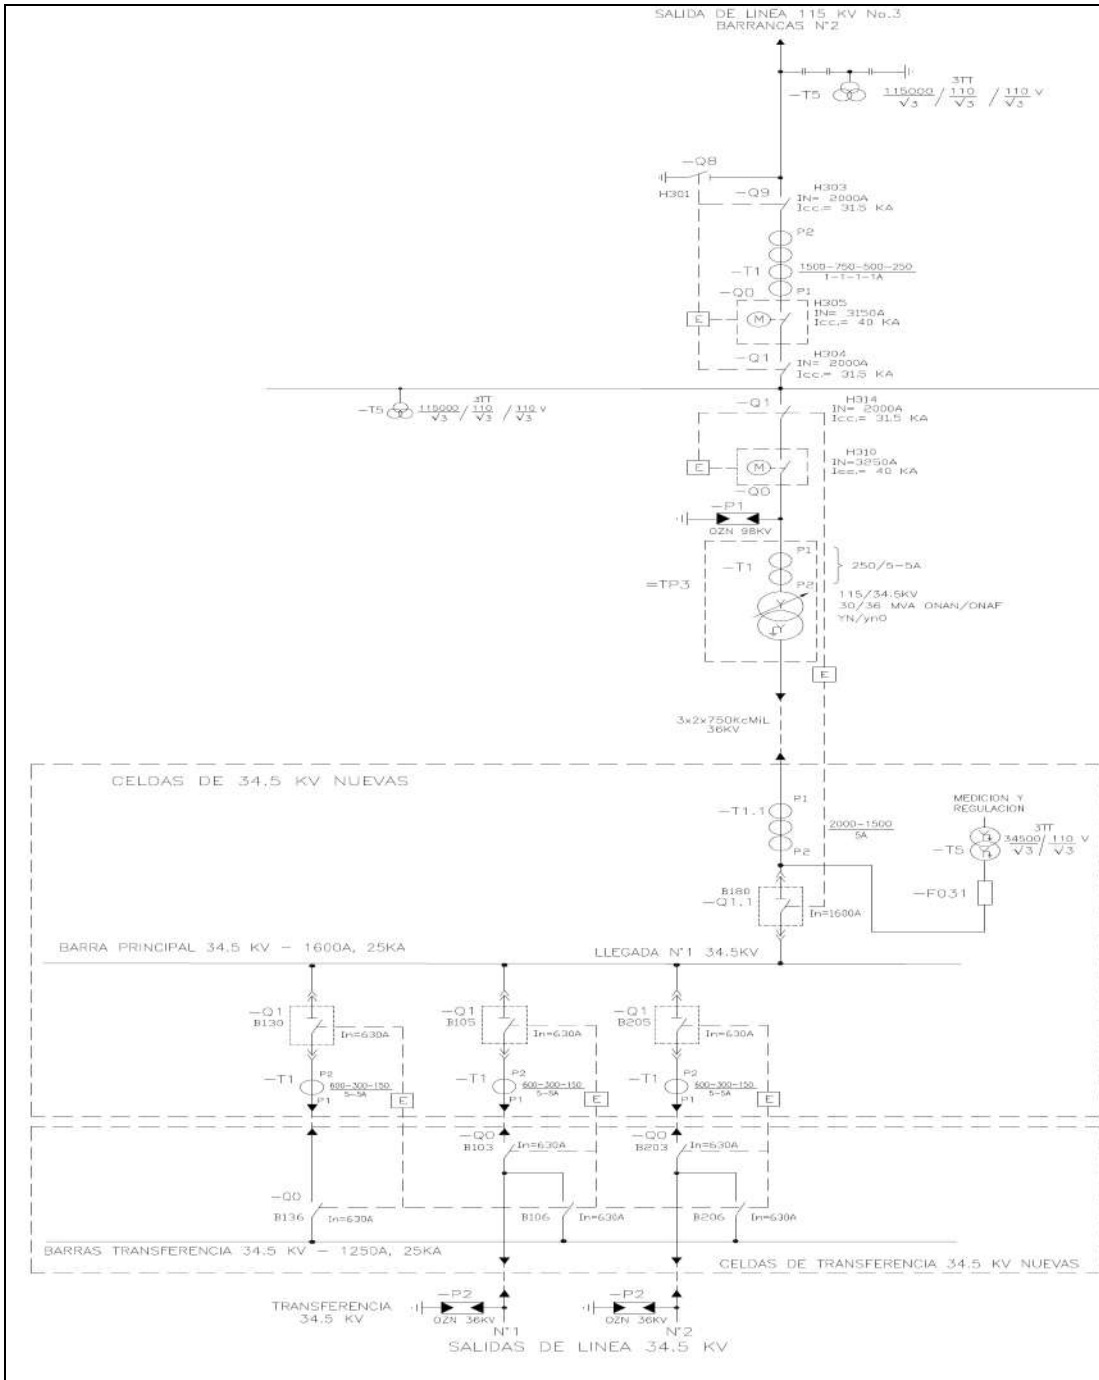 SALIDA DE LINEA 115 KV No.3
BARRANCAS N°2
-T5
3TT
115000/√3 / 110/√3 / 110/√3 V
-Q8
H301
-Q9
H303
IN= 2000A
Icc.= 31.5 KA
P2
-T1
1500-750-500-250
1-1-1-1A
P1
-Q0
H305
IN= 3150A
Icc.= 40 KA
E
M
-Q1
H304
IN= 2000A
Icc.= 31.5 KA
-T5
3TT
115000/√3 / 110/√3 / 110/√3 V
-Q1
H314
IN= 2000A
Icc.= 31.5 KA
E
M
H310
IN=3250A
Icc.= 40 KA
-Q0
-P1
OZN 98KV
=TP3
-T1
P1
P2
250/5-5A
Y
Y
115/34.5KV
30/36 MVA ONAN/ONAF
YN/yn0
E
3x2x750KcMiL
36KV
CELDAS DE 34.5 KV NUEVAS
-T1.1
P1
P2
2000-1500
5A
MEDICION Y
REGULACION
-T5
3TT
34500/√3 / 110/√3 V
-F031
B180
-Q1.1
In=1600A
BARRA PRINCIPAL 34.5 KV - 1600A, 25KA
LLEGADA N°1 34.5KV
-Q1
B130
In=630A
-Q1
B105
In=630A
-Q1
B205
In=630A
-T1
P2
P1
600-300-150
5-5A
E
-T1
P2
P1
600-300-150
5-5A
E
-T1
P2
P1
600-300-150
5-5A
E
-Q0
B103
In=630A
-Q0
B203
In=630A
-Q0
B136
In=630A
B106
In=630A
B206
In=630A
BARRAS TRANSFERENCIA 34.5 KV - 1250A, 25KA
CELDAS DE TRANSFERENCIA 34.5 KV NUEVAS
TRANSFERENCIA
34.5 KV
-P2
OZN 36KV
-P2
OZN 36KV
N°1
N°2
SALIDAS DE LINEA 34.5 KV